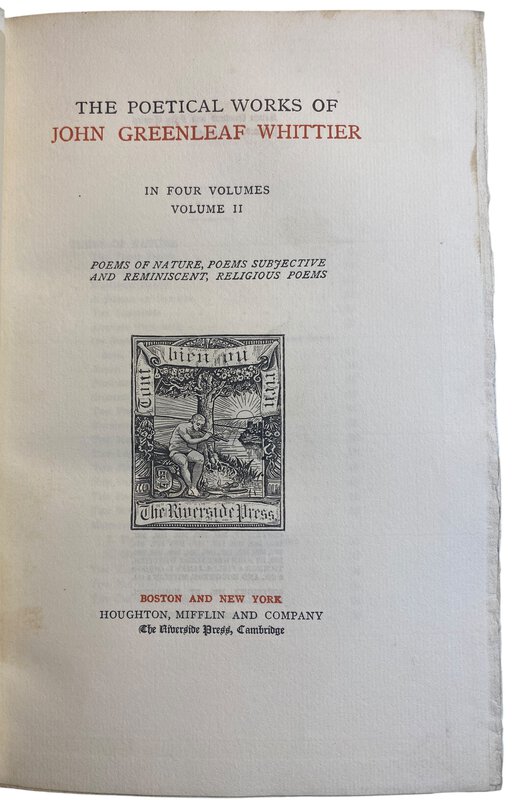 THE POETICAL WORKS OF
JOHN GREENLEAF WHITTIER
IN FOUR VOLUMES
VOLUME II
POEMS OF NATURE, POEMS SUBJECTIVE
AND REMINISCENT, RELIGIOUS POEMS
Tout bien ou rien
The Riverside Press
BOSTON AND NEW YORK
HOUGHTON, MIFFLIN AND COMPANY
The Riverside Press, Cambridge